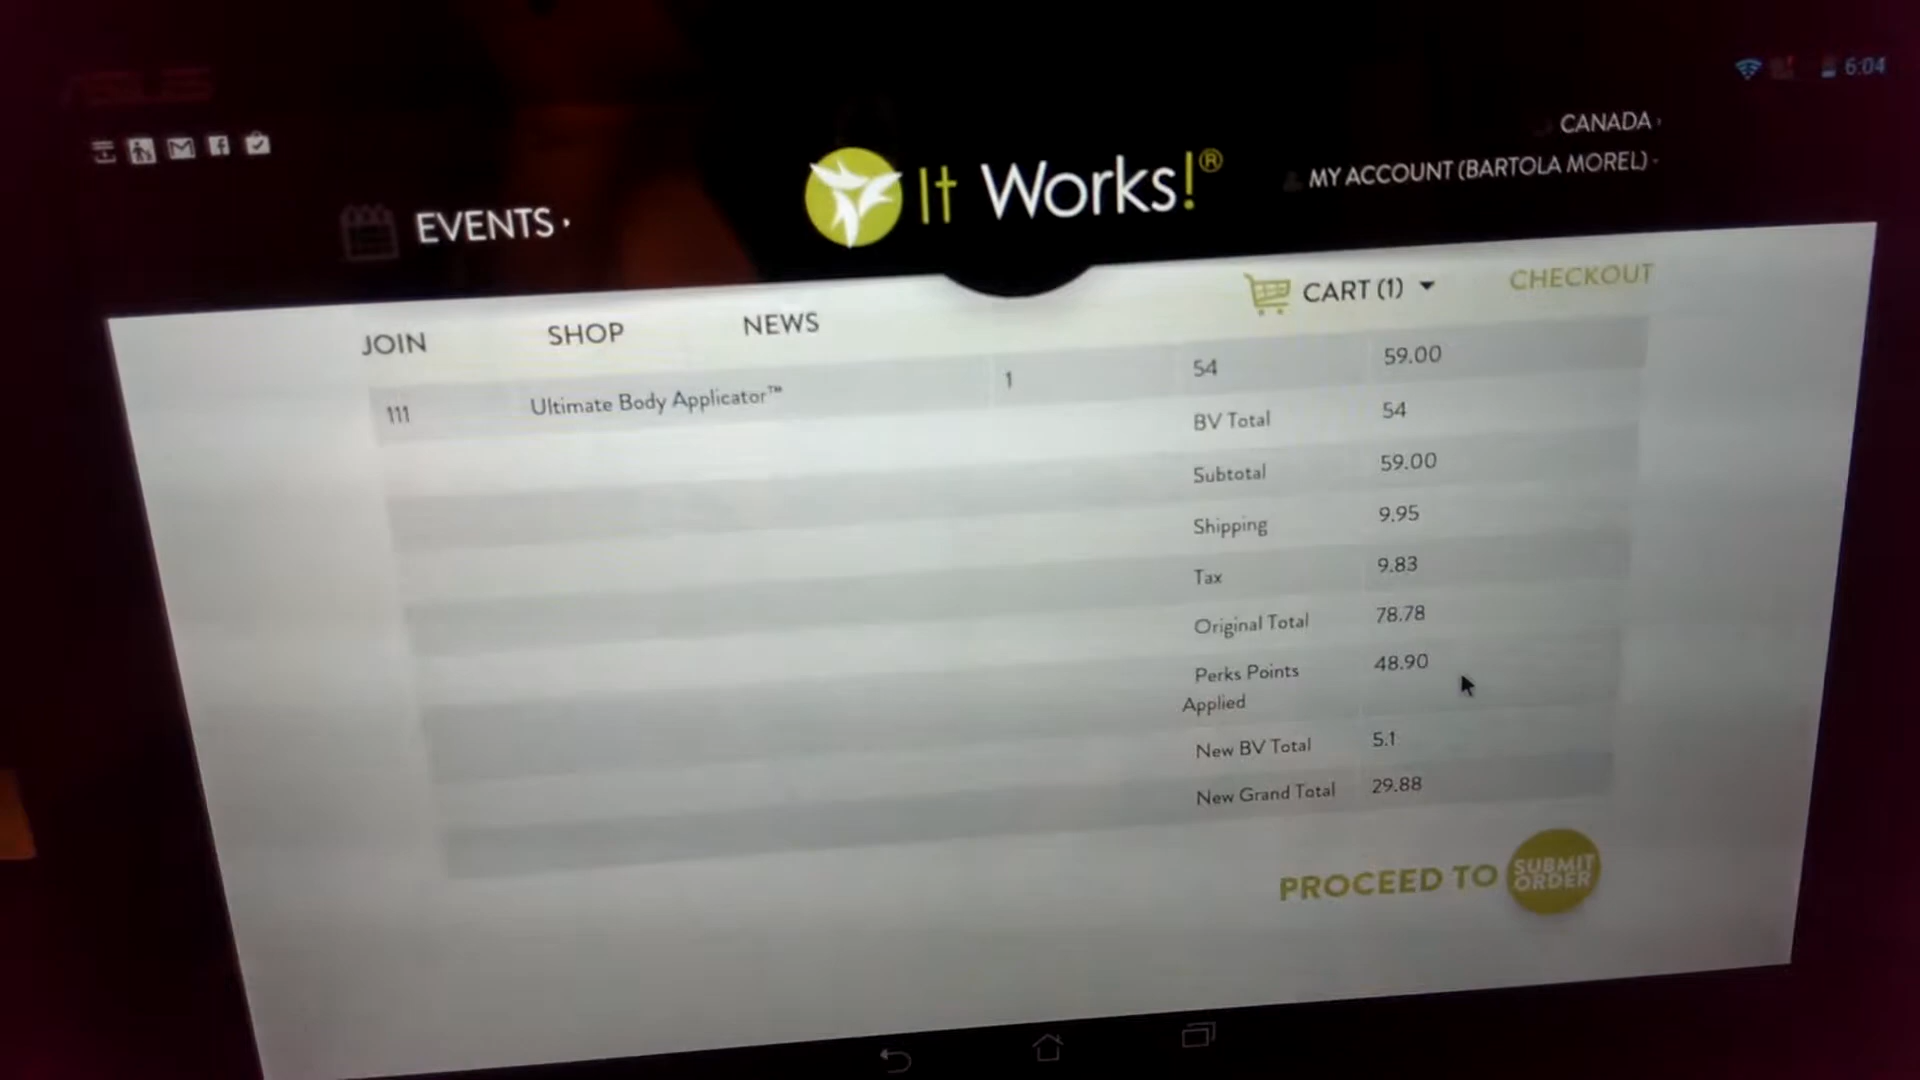 ASUS
6:04
CANADA
MY ACCOUNT (BARTOLA MOREL)
EVENTS
It Works!®
CART (1)
CHECKOUT
JOIN
SHOP
NEWS
111 Ultimate Body Applicator™ 1 54 59.00
BV Total 54
Subtotal 59.00
Shipping 9.95
Tax 9.83
Original Total 78.78
Perks Points Applied 48.90
New BV Total 5.1
New Grand Total 29.88
PROCEED TO SUBMIT ORDER